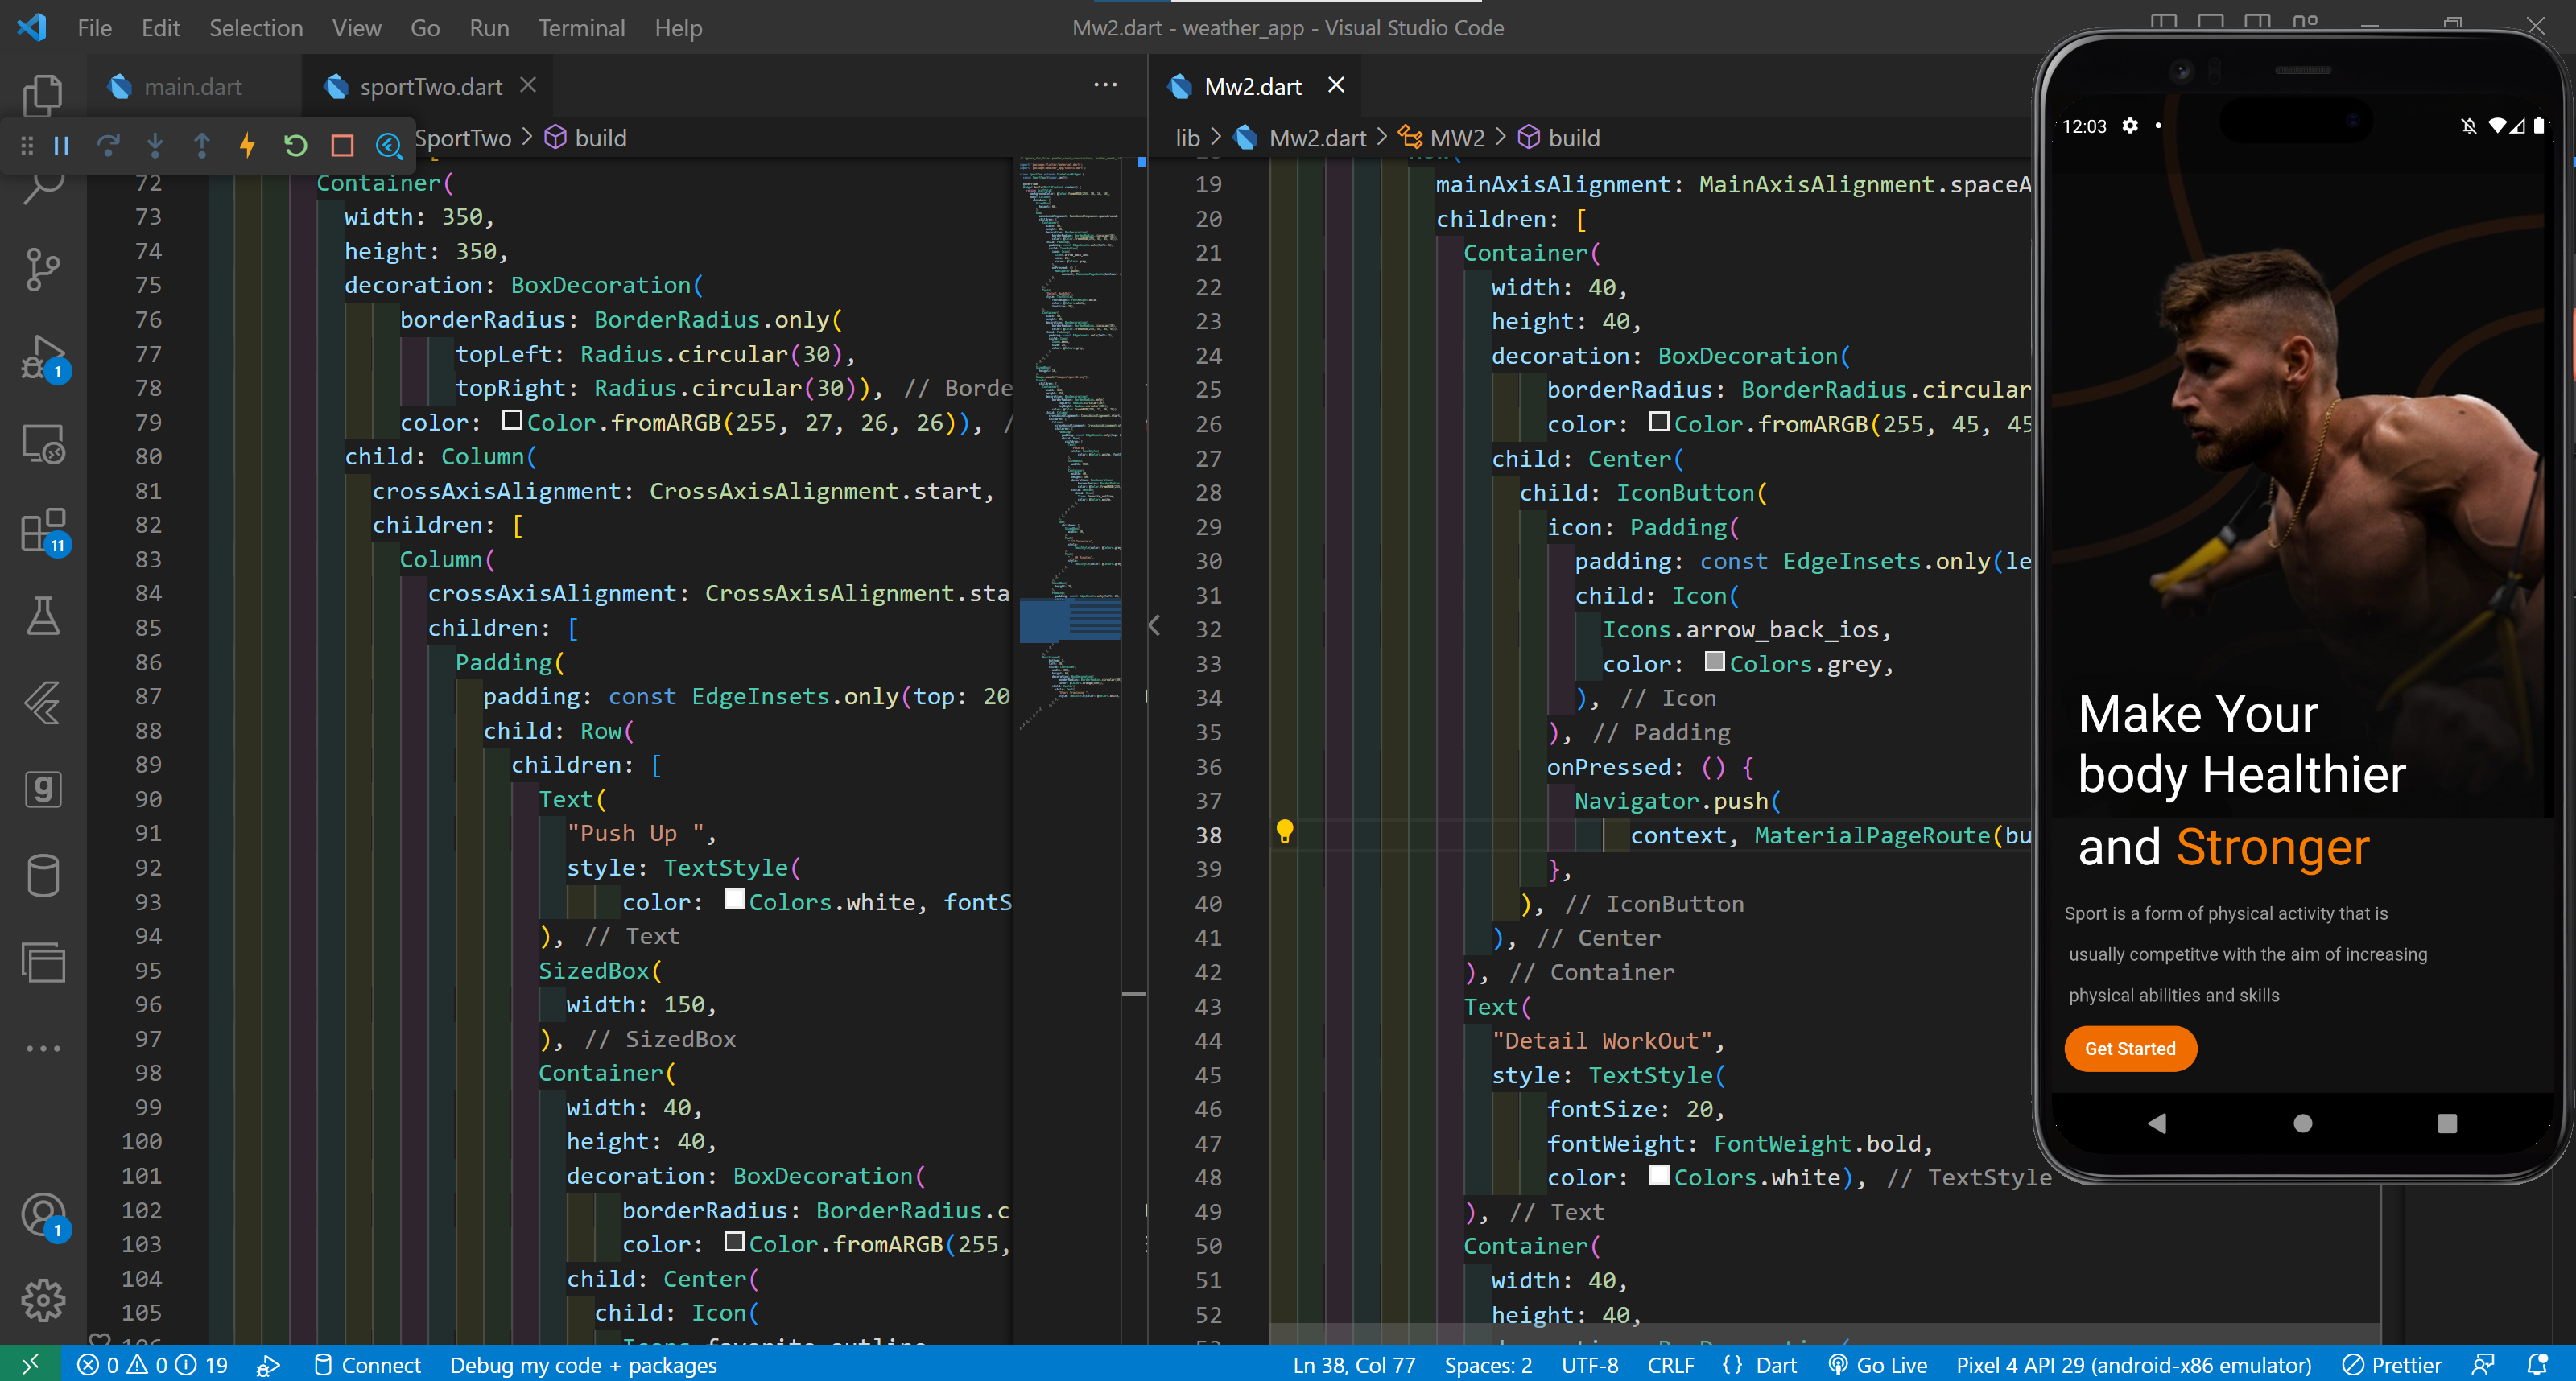 File Edit Selection View Go Run Terminal Help
Mw2.dart - weather_app - Visual Studio Code
main.dart
sportTwo.dart
SportTwo > build
72 Container(
73 width: 350,
74 height: 350,
75 decoration: BoxDecoration(
76 borderRadius: BorderRadius.only(
77 topLeft: Radius.circular(30),
78 topRight: Radius.circular(30)), // Borde
79 color: Color.fromARGB(255, 27, 26, 26)), /
80 child: Column(
81 crossAxisAlignment: CrossAxisAlignment.start,
82 children: [
83 Column(
84 crossAxisAlignment: CrossAxisAlignment.sta
85 children: [
86 Padding(
87 padding: const EdgeInsets.only(top: 20
88 child: Row(
89 children: [
90 Text(
91 "Push Up ",
92 style: TextStyle(
93 color: Colors.white, fontS
94 ), // Text
95 SizedBox(
96 width: 150,
97 ), // SizedBox
98 Container(
99 width: 40,
100 height: 40,
101 decoration: BoxDecoration(
102 borderRadius: BorderRadius.c
103 color: Color.fromARGB(255,
104 child: Center(
105 child: Icon(
Mw2.dart
lib > Mw2.dart > MW2 > build
19 mainAxisAlignment: MainAxisAlignment.spaceA
20 children: [
21 Container(
22 width: 40,
23 height: 40,
24 decoration: BoxDecoration(
25 borderRadius: BorderRadius.circular
26 color: Color.fromARGB(255, 45, 45
27 child: Center(
28 child: IconButton(
29 icon: Padding(
30 padding: const EdgeInsets.only(le
31 child: Icon(
32 Icons.arrow_back_ios,
33 color: Colors.grey,
34 ), // Icon
35 ), // Padding
36 onPressed: () {
37 Navigator.push(
38 context, MaterialPageRoute(bu
39 },
40 ), // IconButton
41 ), // Center
42 ), // Container
43 Text(
44 "Detail WorkOut",
45 style: TextStyle(
46 fontSize: 20,
47 fontWeight: FontWeight.bold,
48 color: Colors.white), // TextStyle
49 ), // Text
50 Container(
51 width: 40,
52 height: 40,
12:03
Make Your
body Healthier
and Stronger
Sport is a form of physical activity that is
usually competitve with the aim of increasing
physical abilities and skills
Get Started
1
11
g
1
0 0 19 Connect Debug my code + packages
Ln 38, Col 77 Spaces: 2 UTF-8 CRLF {} Dart Go Live Pixel 4 API 29 (android-x86 emulator) Prettier